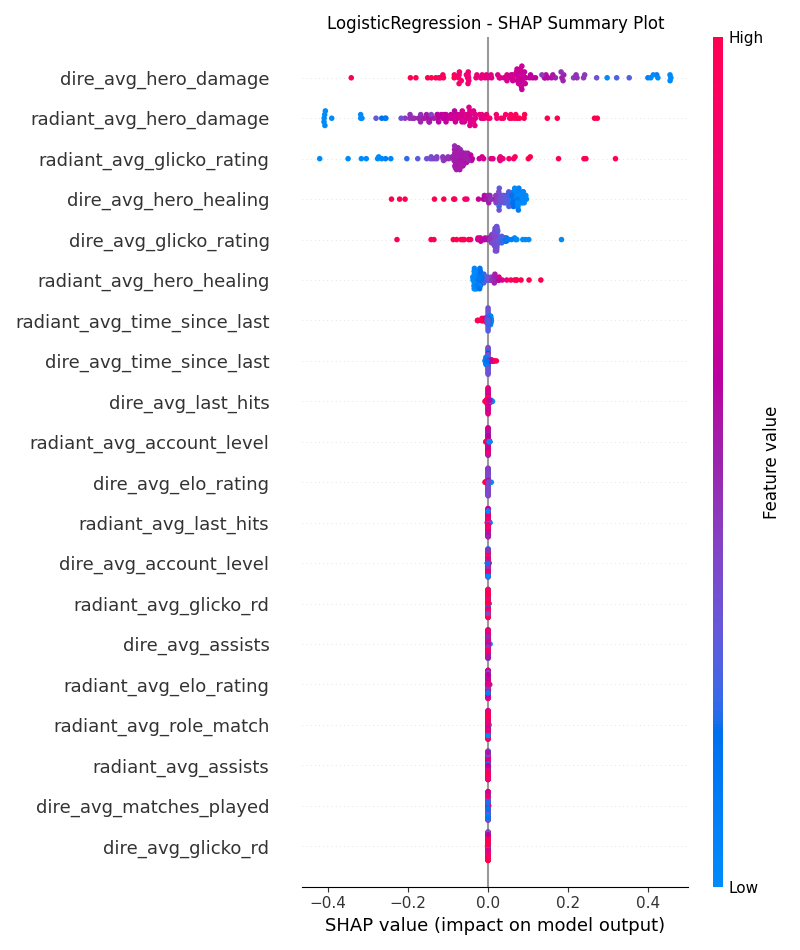 LogisticRegression - SHAP Summary Plot
High
dire_avg_hero_damage
radiant_avg_hero_damage
radiant_avg_glicko_rating
dire_avg_hero_healing
dire_avg_glicko_rating
radiant_avg_hero_healing
radiant_avg_time_since_last
dire_avg_time_since_last
dire_avg_last_hits
radiant_avg_account_level
dire_avg_elo_rating
radiant_avg_last_hits
dire_avg_account_level
radiant_avg_glicko_rd
dire_avg_assists
radiant_avg_elo_rating
radiant_avg_role_match
radiant_avg_assists
dire_avg_matches_played
dire_avg_glicko_rd
Feature value
Low
−0.4 −0.2 0.0 0.2 0.4
SHAP value (impact on model output)